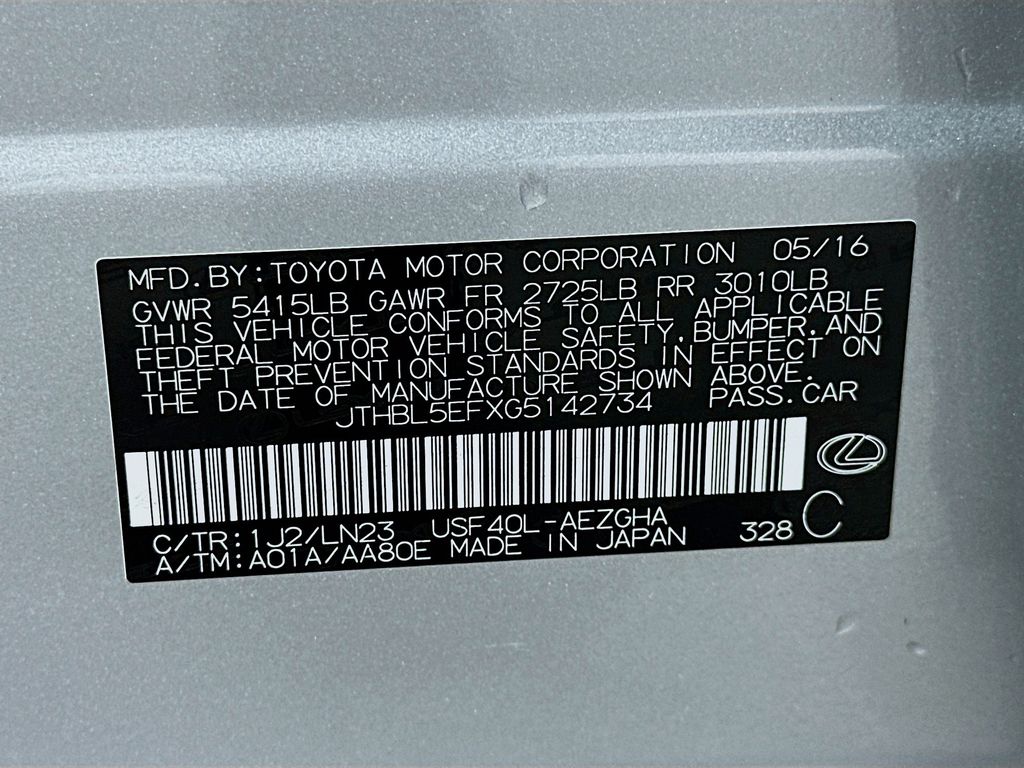 MFD.BY:TOYOTA MOTOR CORPORATION 05/16
GVWR 5415LB GAWR FR 2725LB RR 3010LB
THIS VEHICLE CONFORMS TO ALL APPLICABLE
FEDERAL MOTOR VEHICLE SAFETY,BUMPER,AND
THEFT PREVENTION STANDARDS IN EFFECT ON
THE DATE OF MANUFACTURE SHOWN ABOVE.
JTHBL5EFXG5142734 PASS.CAR
C/TR:1J2/LN23 USF40L-AEZGHA
A/TM:A01A/AA80E MADE IN JAPAN 328 C